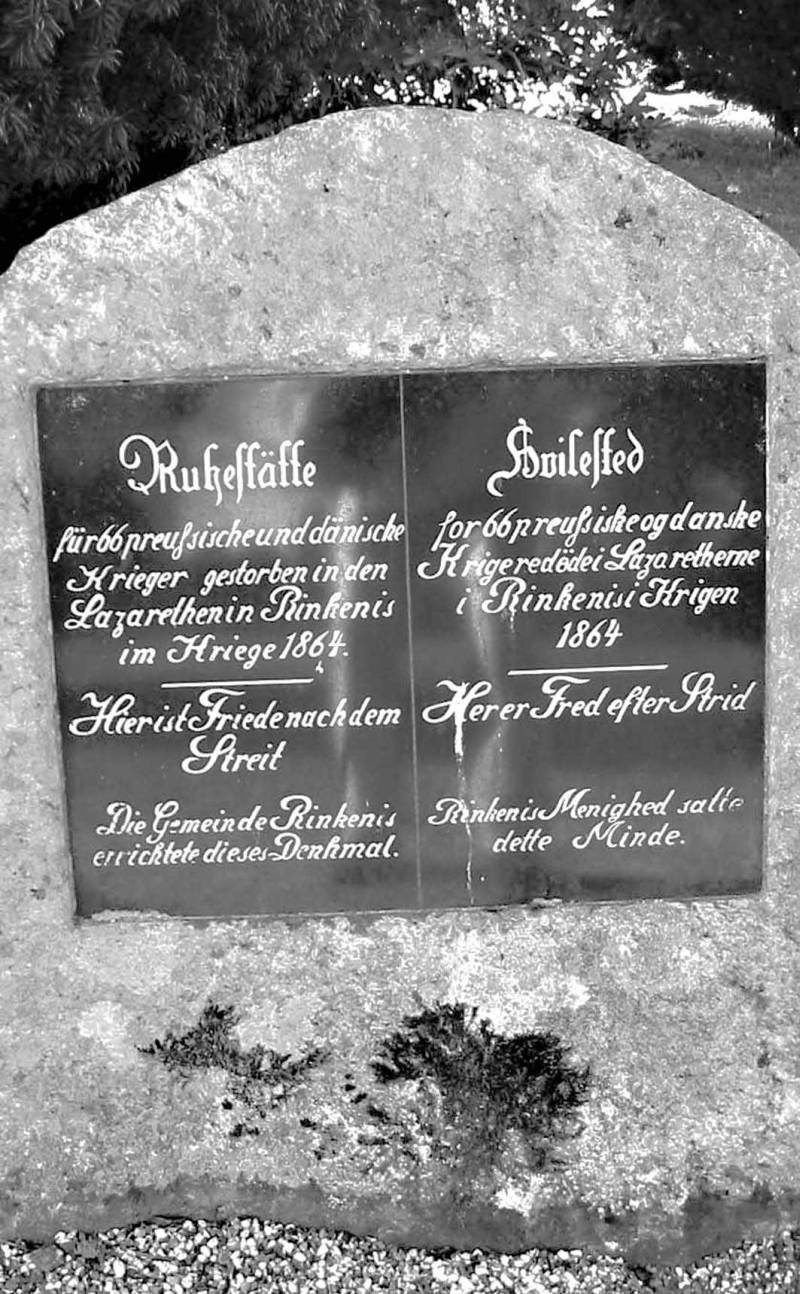 Ruhestätte
für 66 preußische und dänische
Krieger gestorben in den
Lazarethen in Rinkenis
im Kriege 1864.
Hier ist Friede nach dem
Streit
Die Gemeinde Rinkenis
errichtete dieses Denkmal.
Hvilested
for 66 preußiske og danske
Krigere dödei Lazaretherne
i Rinkenis i Krigen
1864
Her er Fred efter Strid
Rinkenis Menighed satte
dette Minde.